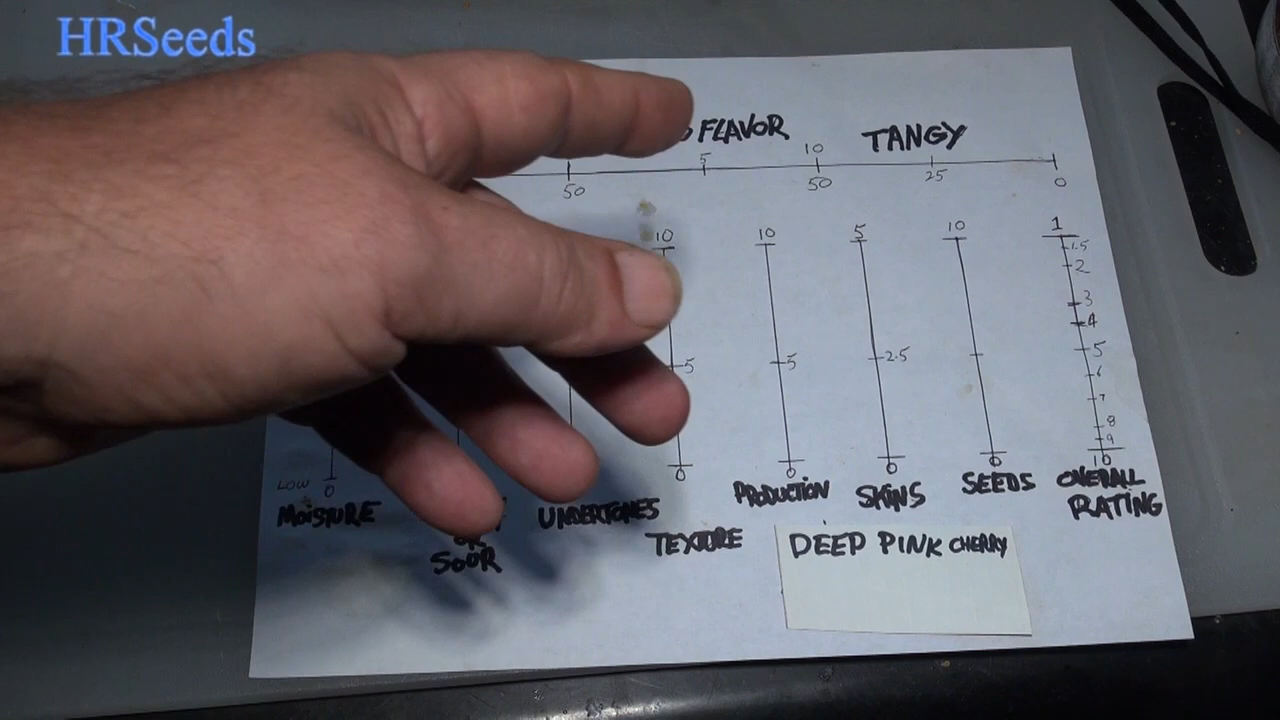 HRSeeds
FLAVOR TANGY
50 5 10 50 25 0
10 10 5 10 1
1.5
2
3
4
5 5 2.5 5
6
7
8
9
LOW 0 0 0 0 0 10
MOISTURE UNDERTONES TEXTURE PRODUCTION SKINS SEEDS OVERALL RATING
OR
SOUR
DEEP PINK CHERRY